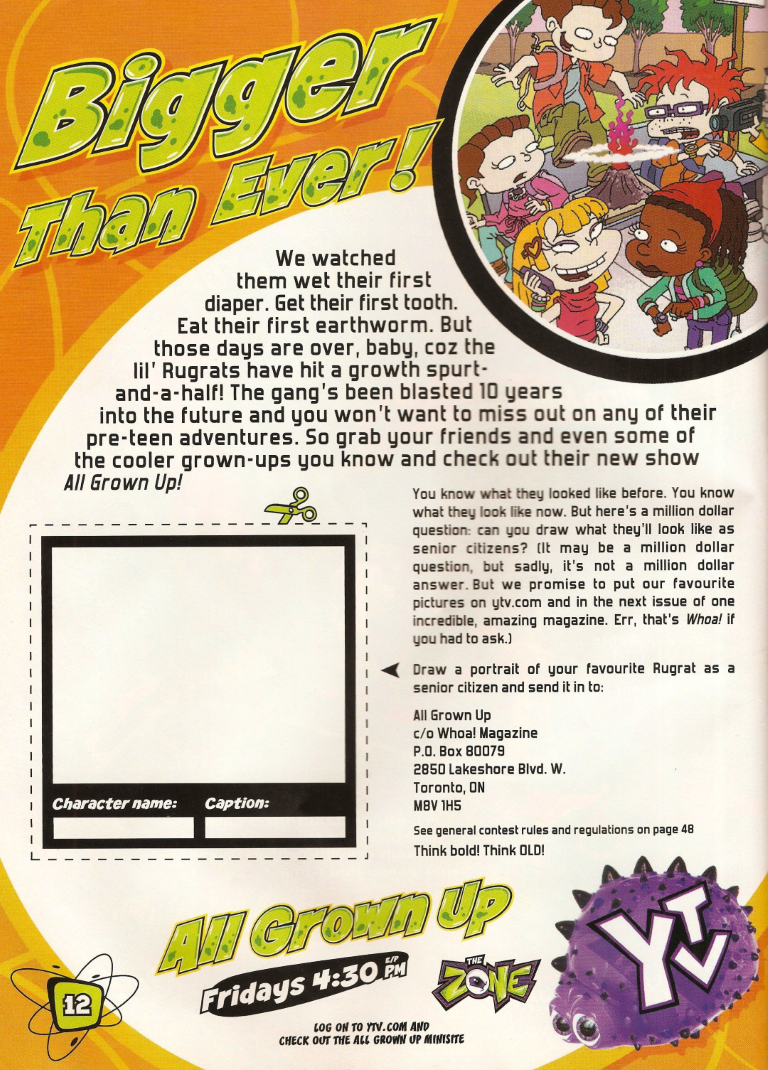 Bigger
Than Ever!
We watched
them wet their first
diaper. Get their first tooth.
Eat their first earthworm. But
those days are over, baby, coz the
lil' Rugrats have hit a growth spurt-
and-a-half! The gang's been blasted 10 years
into the future and you won't want to miss out on any of their
pre-teen adventures. So grab your friends and even some of
the cooler grown-ups you know and check out their new show
All Grown Up!
You know what they looked like before. You know
what they look like now. But here's a million dollar
question: can you draw what they'll look like as
senior citizens? (It may be a million dollar
question, but sadly, it's not a million dollar
answer. But we promise to put our favourite
pictures on ytv.com and in the next issue of one
incredible, amazing magazine. Err, that's Whoa! if
you had to ask.)
Draw a portrait of your favourite Rugrat as a
senior citizen and send it in to:
All Grown Up
c/o Whoa! Magazine
P.O. Box 80079
2850 Lakeshore Blvd. W.
Toronto, ON
M8V 1H5
See general contest rules and regulations on page 48
Think bold! Think OLD!
Character name: Caption:
All Grown Up
Fridays 4:30 E/P PM
THE ZONE
YTV
12
LOG ON TO YTV.COM AND
CHECK OUT THE ALL GROWN UP MINISITE